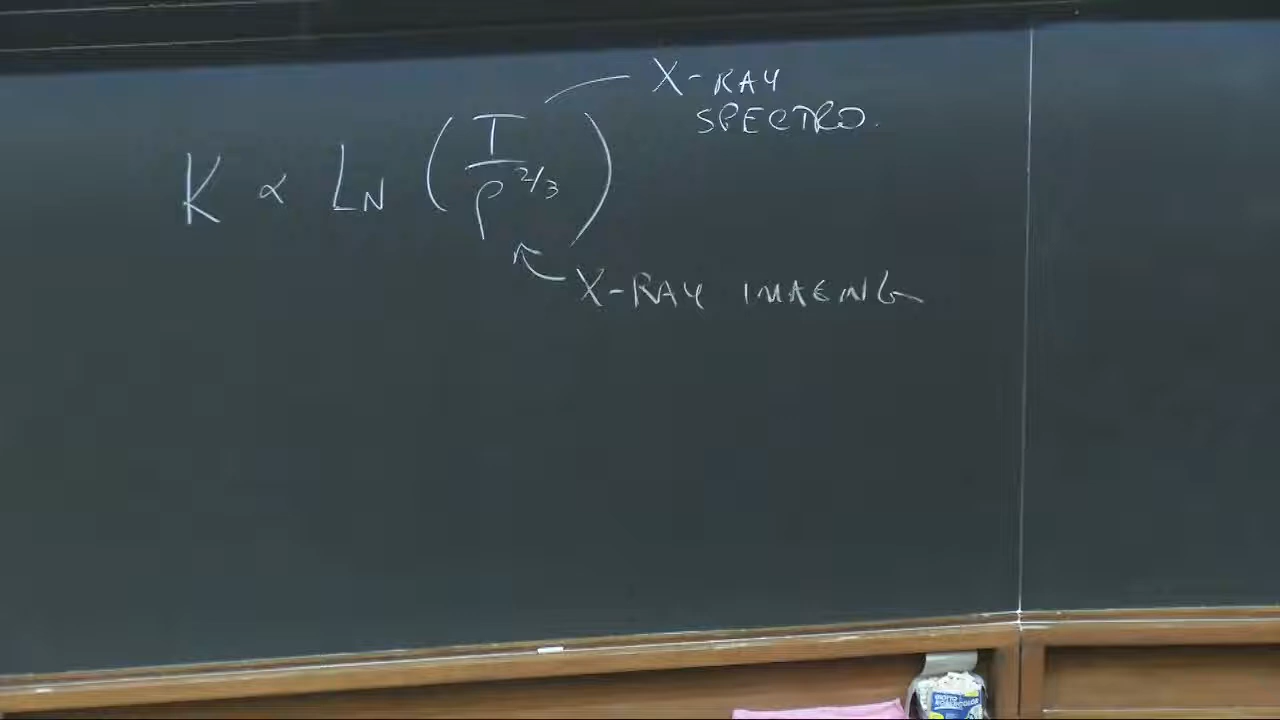 X-RAY
SPECTRO.
K ∝ LN (T/ρ^2/3)
X-RAY IMAGING